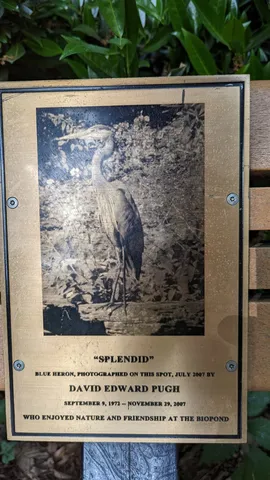 “SPLENDID”
BLUE HERON, PHOTOGRAPHED ON THIS SPOT, JULY 2007 BY
DAVID EDWARD PUGH
SEPTEMBER 9, 1972 – NOVEMBER 29, 2007
WHO ENJOYED NATURE AND FRIENDSHIP AT THE BIOPOND